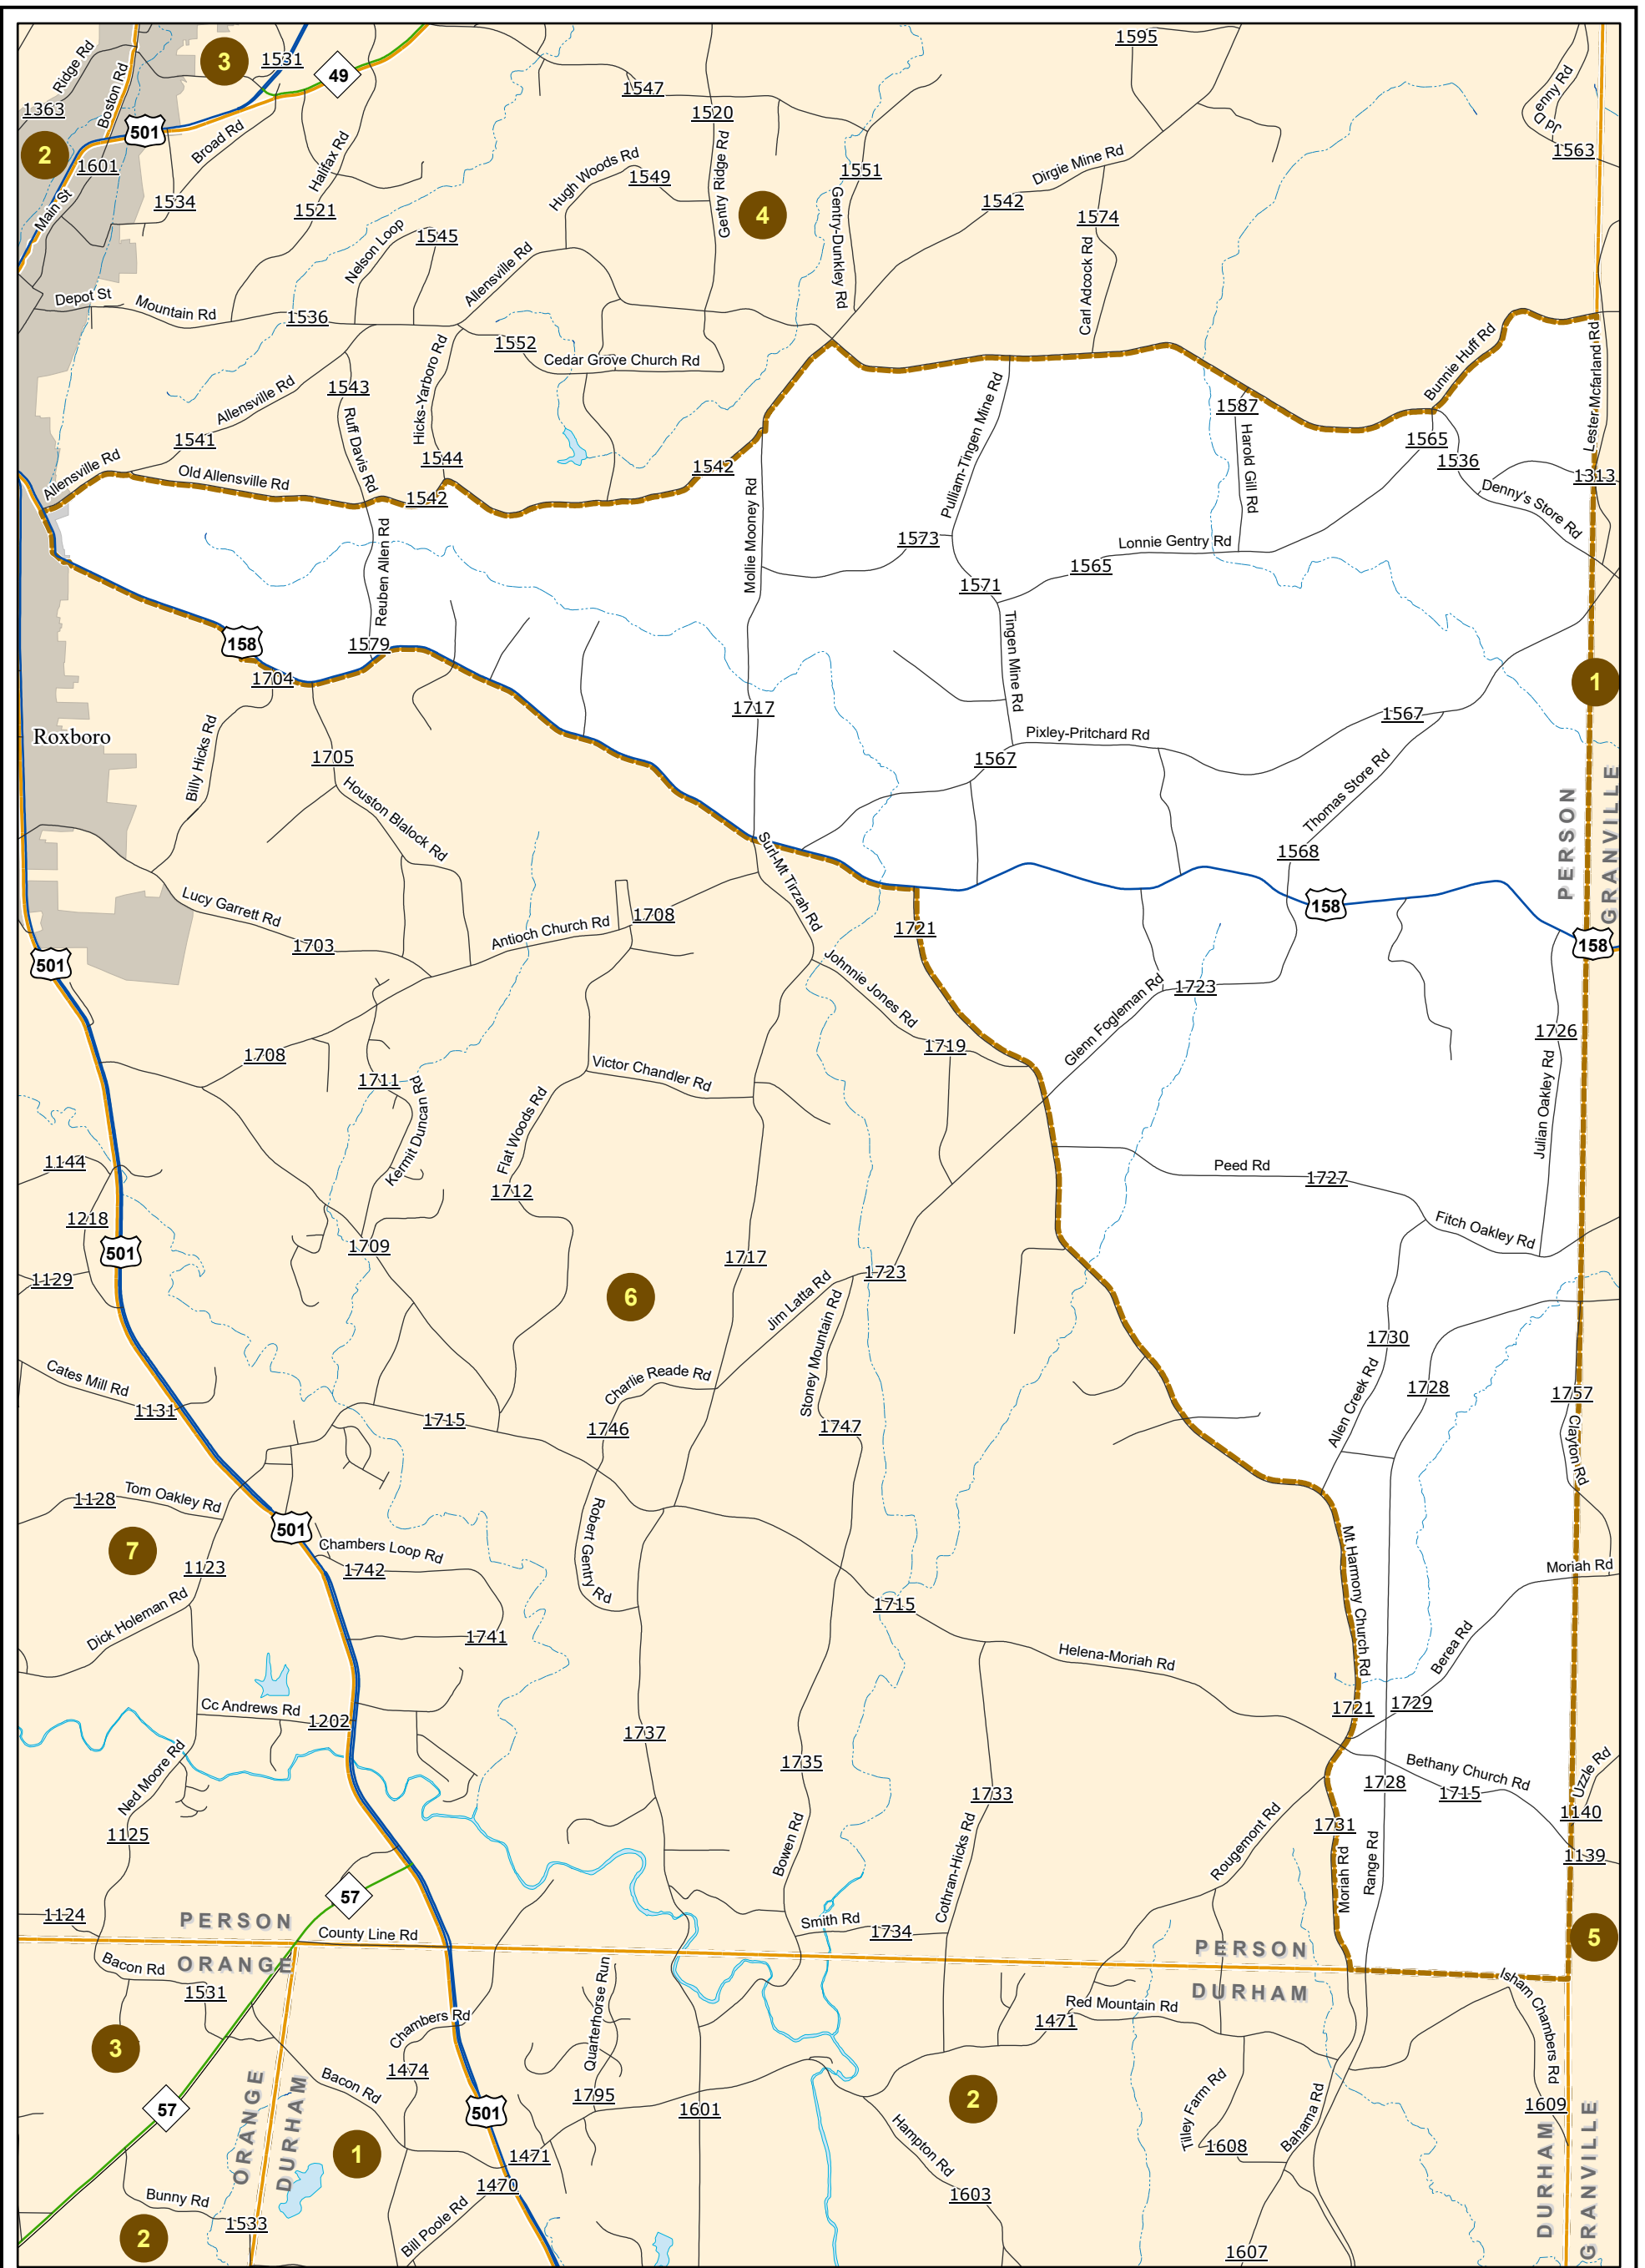 Ridge Rd
Boston Rd
3
1531
49
1595
1363
501
Broad Rd
1547
1520
Jd Denny Rd
2
1601
Halifax Rd
Hugh Woods Rd
1549
Gentry Ridge Rd
1551
Dirgie Mine Rd
1563
Main St
1534
1521
4
1542
1574
Nelson Loop
1545
Gentry-Dunkley Rd
Allensville Rd
Carl Adcock Rd
Depot St
Mountain Rd
1536
1552
Cedar Grove Church Rd
Bunnie Huff Rd
Lester Mcfarland Rd
Allensville Rd
1543
Hicks-Yarboro Rd
Pulliam-Tingen Mine Rd
1587
1541
Ruff Davis Rd
1544
Harold Gill Rd
1565
1536
1313
Allensville Rd
Old Allensville Rd
1542
1542
Denny's Store Rd
Reuben Allen Rd
Mollie Mooney Rd
1573
Lonnie Gentry Rd
1565
1571
Tingen Mine Rd
158
1579
1704
1
1717
1567
Roxboro
Billy Hicks Rd
1705
Pixley-Pritchard Rd
1567
Houston Blalock Rd
Thomas Store Rd
PERSON
GRANVILLE
Surl-Mt Tirzah Rd
1568
Lucy Garrett Rd
1703
Antioch Church Rd
1708
1721
158
158
501
Johnnie Jones Rd
Glenn Fogleman Rd
1723
1726
1708
1719
1711
Kermit Duncan Rd
Victor Chandler Rd
Flat Woods Rd
Julian Oakley Rd
1144
1712
Peed Rd
1727
1218
501
1709
1717
1723
Fitch Oakley Rd
1129
6
Jim Latta Rd
Stoney Mountain Rd
1730
Cates Mill Rd
1131
1715
Charlie Reade Rd
1746
1747
Allen Creek Rd
1728
1757
Clayton Rd
1128
Tom Oakley Rd
501
Robert Gentry Rd
Mt Harmony Church Rd
7
1123
Chambers Loop Rd
1742
Moriah Rd
Dick Holeman Rd
1741
1715
Helena-Moriah Rd
Berea Rd
Cc Andrews Rd
1202
1737
1721
1729
Ned Moore Rd
1735
1733
Bethany Church Rd
1728
1715
Uzzle Rd
1125
Bowen Rd
Cothran-Hicks Rd
Rougemont Rd
1731
1140
Moriah Rd
Range Rd
1139
57
1124
PERSON
County Line Rd
Smith Rd
1734
PERSON
5
ORANGE
Bacon Rd
1531
Quarterhorse Run
DURHAM
Isham Chambers Rd
Red Mountain Rd
1471
3
Chambers Rd
1474
Bacon Rd
ORANGE
DURHAM
57
501
1795
1601
2
Tilley Farm Rd
Bahama Rd
1609
1
1471
Hampton Rd
1608
DURHAM
GRANVILLE
Bunny Rd
1470
1603
2
1533
Bill Poole Rd
1607